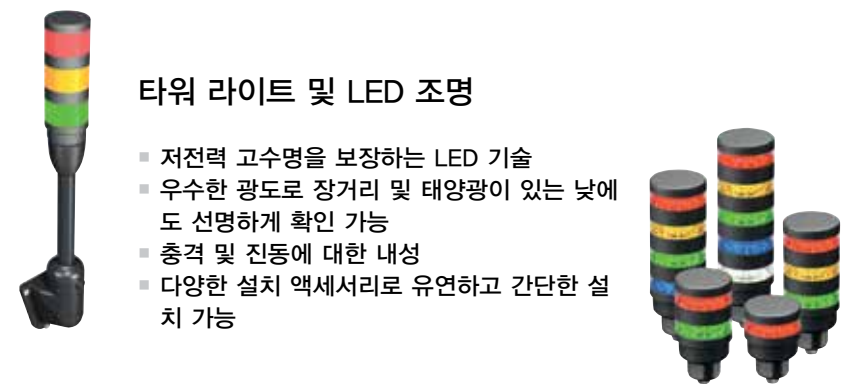 타워 라이트 및 LED 조명
저전력 고수명을 보장하는 LED 기술
우수한 광도로 장거리 및 태양광이 있는 낮에
도 선명하게 확인 가능
충격 및 진동에 대한 내성
다양한 설치 액세서리로 유연하고 간단한 설
치 가능